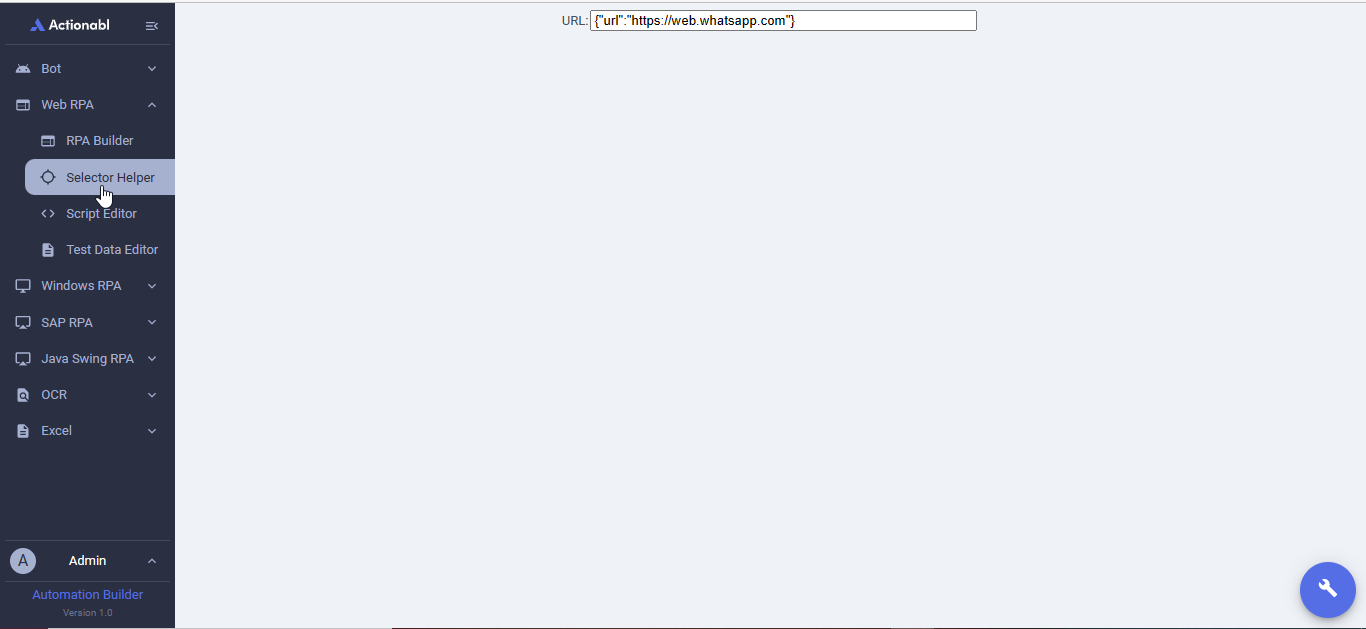 Actionabl
URL: {"url":"https://web.whatsapp.com"}
Bot
Web RPA
RPA Builder
Selector Helper
Script Editor
Test Data Editor
Windows RPA
SAP RPA
Java Swing RPA
OCR
Excel
A Admin
Automation Builder
Version 1.0